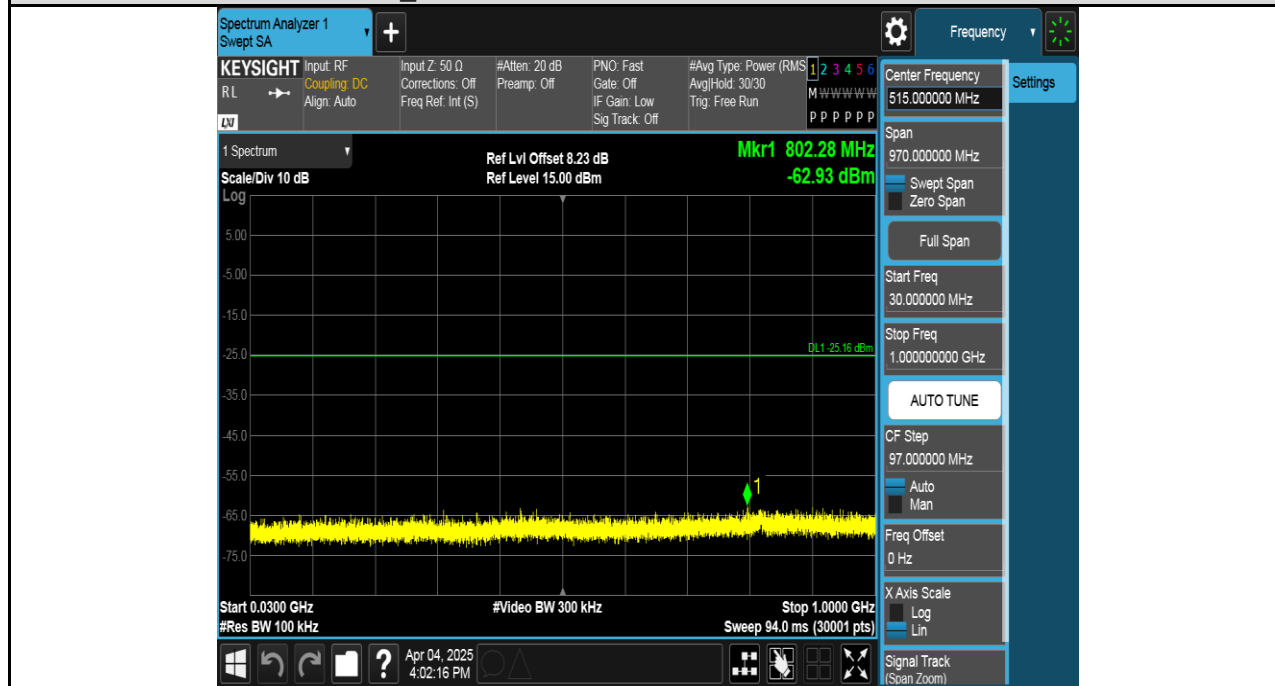 Spectrum Analyzer 1
Swept SA
+
Frequency
KEYSIGHT
RL
LXI
Input: RF
Coupling: DC
Align: Auto
Input Z: 50 Ω
Corrections: Off
Freq Ref: Int (S)
#Atten: 20 dB
Preamp: Off
PNO: Fast
Gate: Off
IF Gain: Low
Sig Track: Off
#Avg Type: Power (RMS
Avg|Hold: 30/30
Trig: Free Run
1 2 3 4 5 6
M W W W W W
P P P P P P
1 Spectrum
Scale/Div 10 dB
Ref Lvl Offset 8.23 dB
Ref Level 15.00 dBm
Mkr1 802.28 MHz
-62.93 dBm
Log
5.00
-5.00
-15.0
-25.0
DL1 -25.16 dBm
-35.0
-45.0
-55.0
1
-65.0
-75.0
Start 0.0300 GHz
#Res BW 100 kHz
#Video BW 300 kHz
Stop 1.0000 GHz
Sweep 94.0 ms (30001 pts)
Settings
Center Frequency
515.000000 MHz
Span
970.000000 MHz
Swept Span
Zero Span
Full Span
Start Freq
30.000000 MHz
Stop Freq
1.000000000 GHz
AUTO TUNE
CF Step
97.000000 MHz
Auto
Man
Freq Offset
0 Hz
X Axis Scale
Log
Lin
Signal Track
(Span Zoom)
?
Apr 04, 2025
4:02:16 PM